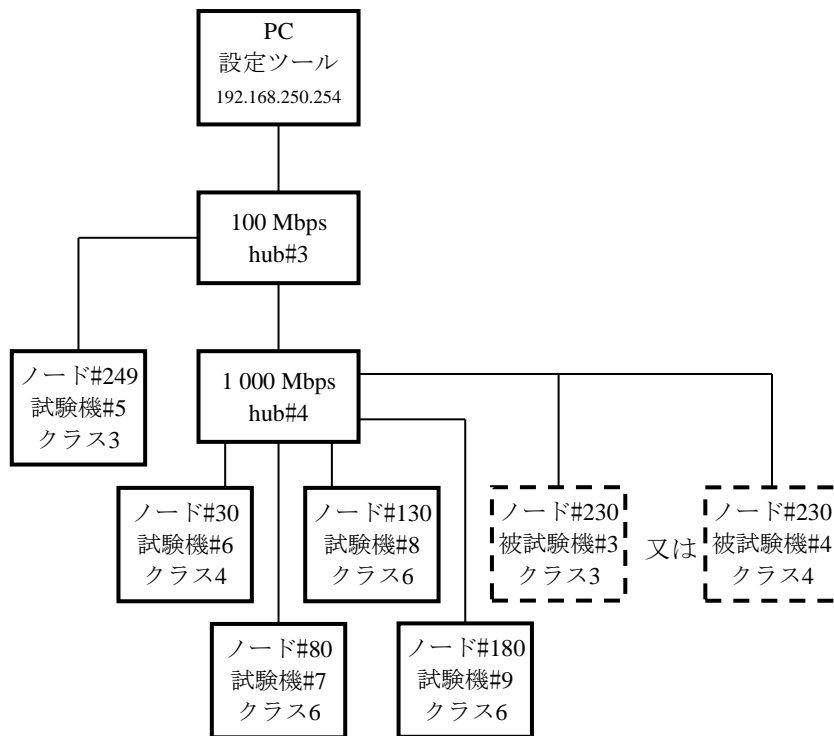 PC
設定ツール
192.168.250.254
100 Mbps
hub#3
ノード#249
試験機#5
クラス3
1 000 Mbps
hub#4
ノード#30
試験機#6
クラス4
ノード#130
試験機#8
クラス6
ノード#230
被試験機#3
クラス3
又は
ノード#230
被試験機#4
クラス4
ノード#80
試験機#7
クラス6
ノード#180
試験機#9
クラス6